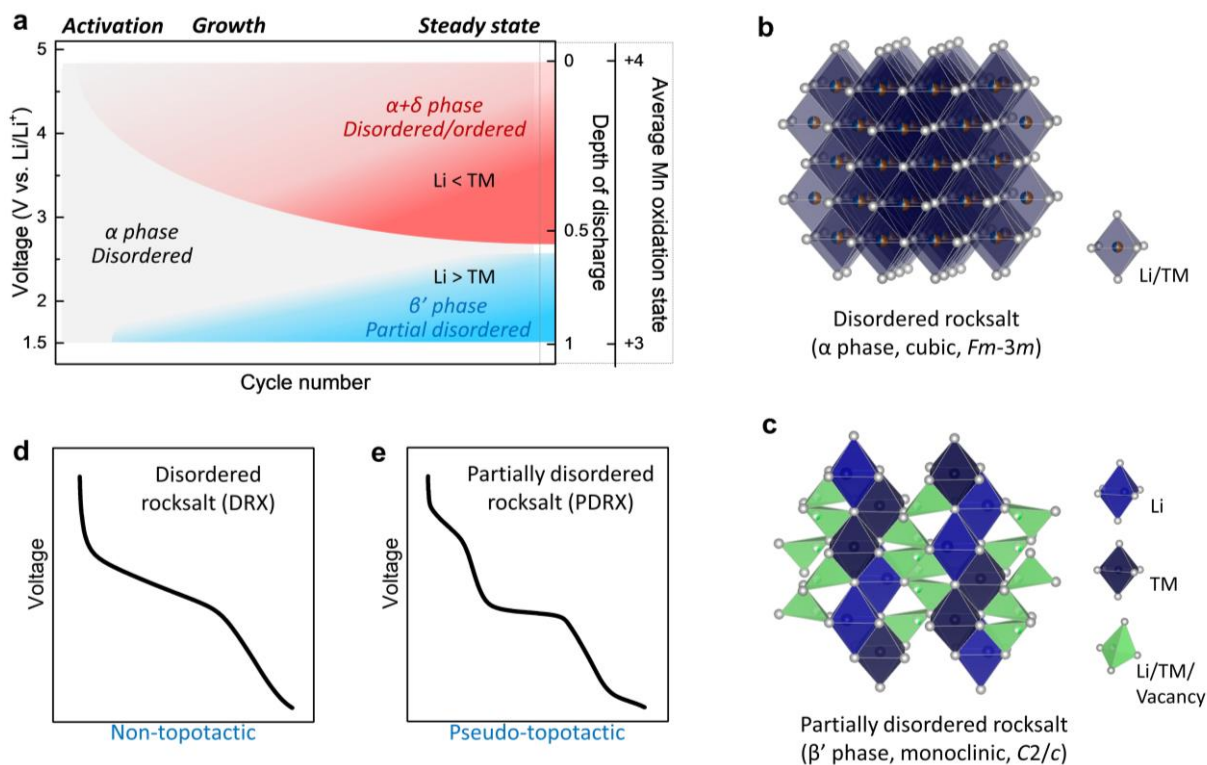 a
Activation Growth Steady state
5
4
3
2
1.5
Voltage (V vs. Li/Li⁺)
α+δ phase
Disordered/ordered
Li < TM
α phase
Disordered
Li > TM
β’ phase
Partial disordered
Cycle number
0
0.5
1
Depth of discharge
+4
+3
Average Mn oxidation state
b
Li/TM
Disordered rocksalt
(α phase, cubic, Fm-3m)
d
Disordered
rocksalt (DRX)
Voltage
Non-topotactic
e
Partially disordered
rocksalt (PDRX)
Voltage
Pseudo-topotactic
c
Li
TM
Li/TM/
Vacancy
Partially disordered rocksalt
(β’ phase, monoclinic, C2/c)